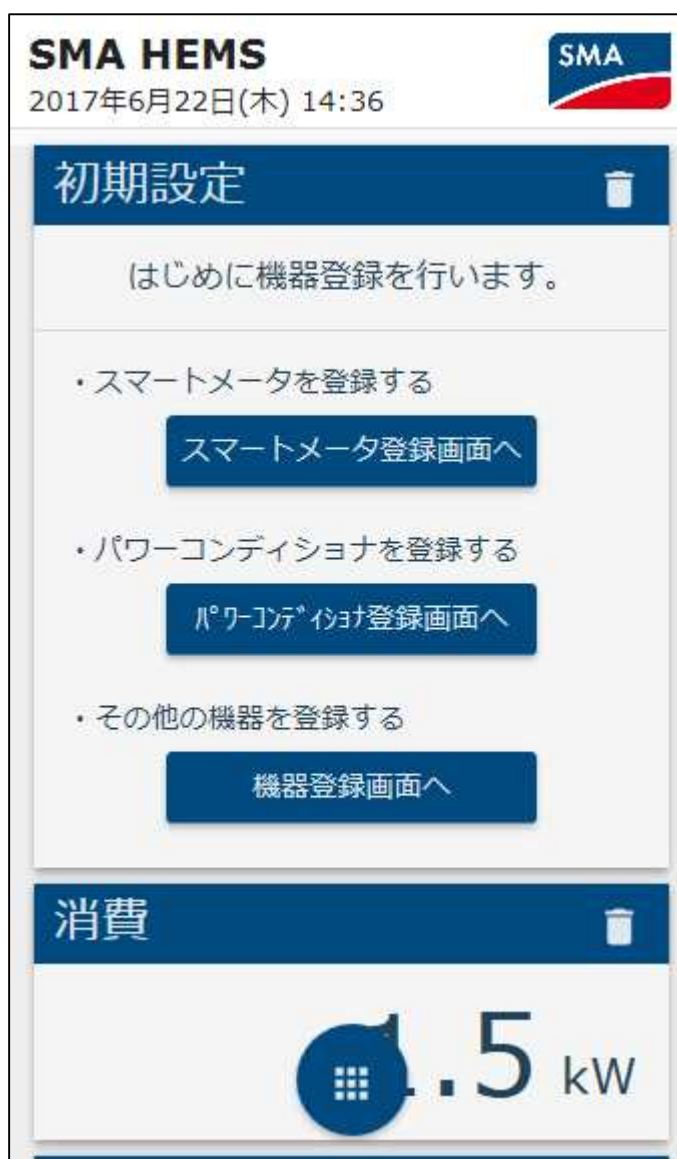 SMA HEMS
SMA
2017年6月22日(木) 14:36
初期設定
はじめに機器登録を行います。
・スマートメータを登録する
スマートメータ登録画面へ
・パワーコンディショナを登録する
ﾊﾟﾜｰｺﾝﾃﾞｨｼｮﾅ登録画面へ
・その他の機器を登録する
機器登録画面へ
消費
1.5 kW